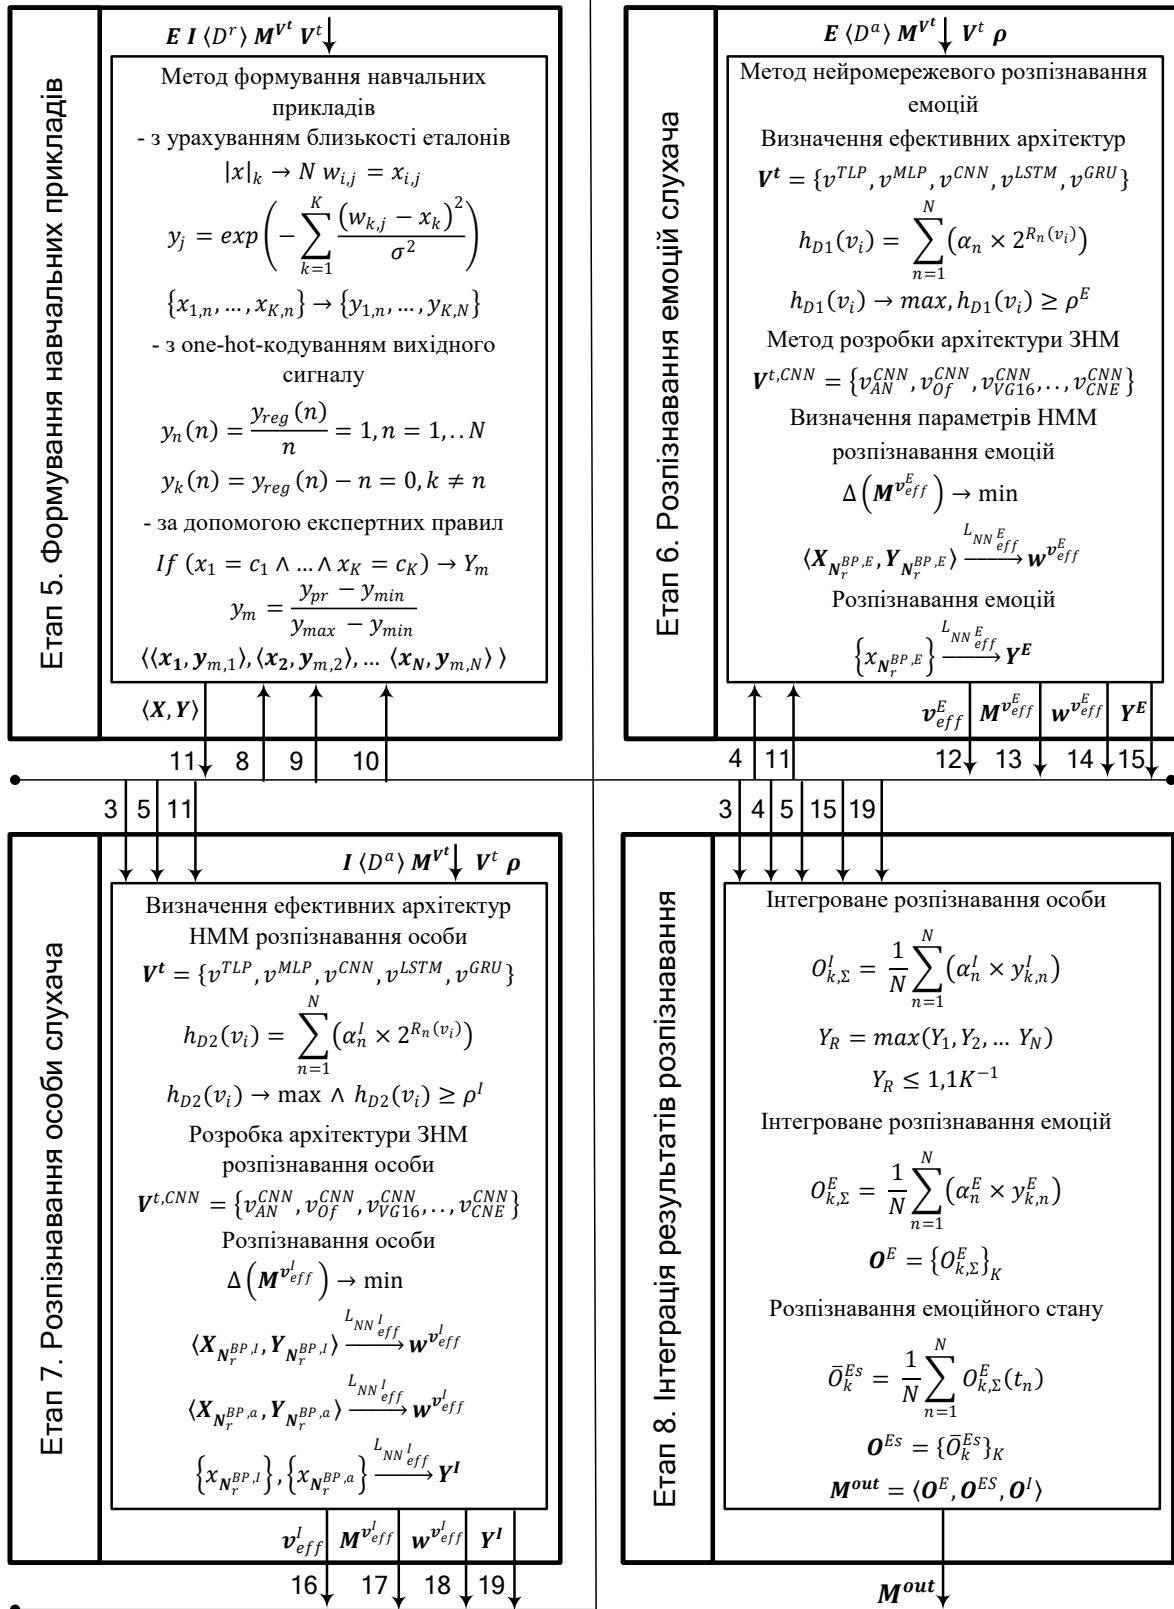 Етап 5. Формування навчальних прикладів
E I ⟨D^r⟩ M^{V^t} V^t
Метод формування навчальних
прикладів
- з урахуванням близькості еталонів
|x|_k → N w_{i,j} = x_{i,j}
y_j = exp(−∑_{k=1}^{K} (w_{k,j} − x_k)^2 / σ^2)
{x_{1,n}, …, x_{K,n}} → {y_{1,n}, …, y_{K,N}}
- з one-hot-кодуванням вихідного
сигналу
y_n(n) = y_{reg}(n) / n = 1, n = 1,..N
y_k(n) = y_{reg}(n) − n = 0, k ≠ n
- за допомогою експертних правил
If (x_1 = c_1 ∧ …∧ x_K = c_K) → Y_m
y_m = (y_{pr} − y_{min}) / (y_{max} − y_{min})
⟨⟨x_1, y_{m,1}⟩, ⟨x_2, y_{m,2}⟩, … ⟨x_N, y_{m,N}⟩ ⟩
⟨X, Y⟩
11 8 9 10
Етап 6. Розпізнавання емоцій слухача
E ⟨D^a⟩ M^{V^t} V^t ρ
Метод нейромережевого розпізнавання
емоцій
Визначення ефективних архітектур
V^t = {v^{TLP}, v^{MLP}, v^{CNN}, v^{LSTM}, v^{GRU}}
h_{D1}(v_i) = ∑_{n=1}^{N} (α_n × 2^{R_n(v_i)})
h_{D1}(v_i) → max, h_{D1}(v_i) ≥ ρ^E
Метод розробки архітектури ЗНМ
V^{t,CNN} = {v_{AN}^{CNN}, v_{Of}^{CNN}, v_{VG16}^{CNN},.., v_{CNE}^{CNN}}
Визначення параметрів НММ
розпізнавання емоцій
Δ(M^{v_{eff}^E}) → min
⟨X_{N_r^{BP,E}}, Y_{N_r^{BP,E}}⟩ \xrightarrow{L_{NN_{eff}^E}} w^{v_{eff}^E}
Розпізнавання емоцій
{x_{N_r^{BP,E}}} \xrightarrow{L_{NN_{eff}^E}} Y^E
v_{eff}^E M^{v_{eff}^E} w^{v_{eff}^E} Y^E
4 11 12 13 14 15
3 5 11
Етап 7. Розпізнавання особи слухача
I ⟨D^a⟩ M^{V^t} V^t ρ
Визначення ефективних архітектур
НММ розпізнавання особи
V^t = {v^{TLP}, v^{MLP}, v^{CNN}, v^{LSTM}, v^{GRU}}
h_{D2}(v_i) = ∑_{n=1}^{N} (α_n^I × 2^{R_n(v_i)})
h_{D2}(v_i) → max ∧ h_{D2}(v_i) ≥ ρ^I
Розробка архітектури ЗНМ
розпізнавання особи
V^{t,CNN} = {v_{AN}^{CNN}, v_{Of}^{CNN}, v_{VG16}^{CNN},.., v_{CNE}^{CNN}}
Розпізнавання особи
Δ(M^{v_{eff}^I}) → min
⟨X_{N_r^{BP,I}}, Y_{N_r^{BP,I}}⟩ \xrightarrow{L_{NN_{eff}^I}} w^{v_{eff}^I}
⟨X_{N_r^{BP,a}}, Y_{N_r^{BP,a}}⟩ \xrightarrow{L_{NN_{eff}^I}} w^{v_{eff}^I}
{x_{N_r^{BP,I}}}, {x_{N_r^{BP,a}}} \xrightarrow{L_{NN_{eff}^I}} Y^I
v_{eff}^I M^{v_{eff}^I} w^{v_{eff}^I} Y^I
16 17 18 19
3 4 5 15 19
Етап 8. Інтеграція результатів розпізнавання
Інтегроване розпізнавання особи
O_{k,Σ}^I = 1/N ∑_{n=1}^{N} (α_n^I × y_{k,n}^I)
Y_R = max(Y_1, Y_2, … Y_N)
Y_R ≤ 1,1K^{−1}
Інтегроване розпізнавання емоцій
O_{k,Σ}^E = 1/N ∑_{n=1}^{N} (α_n^E × y_{k,n}^E)
O^E = {O_{k,Σ}^E}_K
Розпізнавання емоційного стану
Ō_k^{Es} = 1/N ∑_{n=1}^{N} O_{k,Σ}^E(t_n)
O^{Es} = {Ō_k^{Es}}_K
M^{out} = ⟨O^E, O^{ES}, O^I⟩
M^{out}